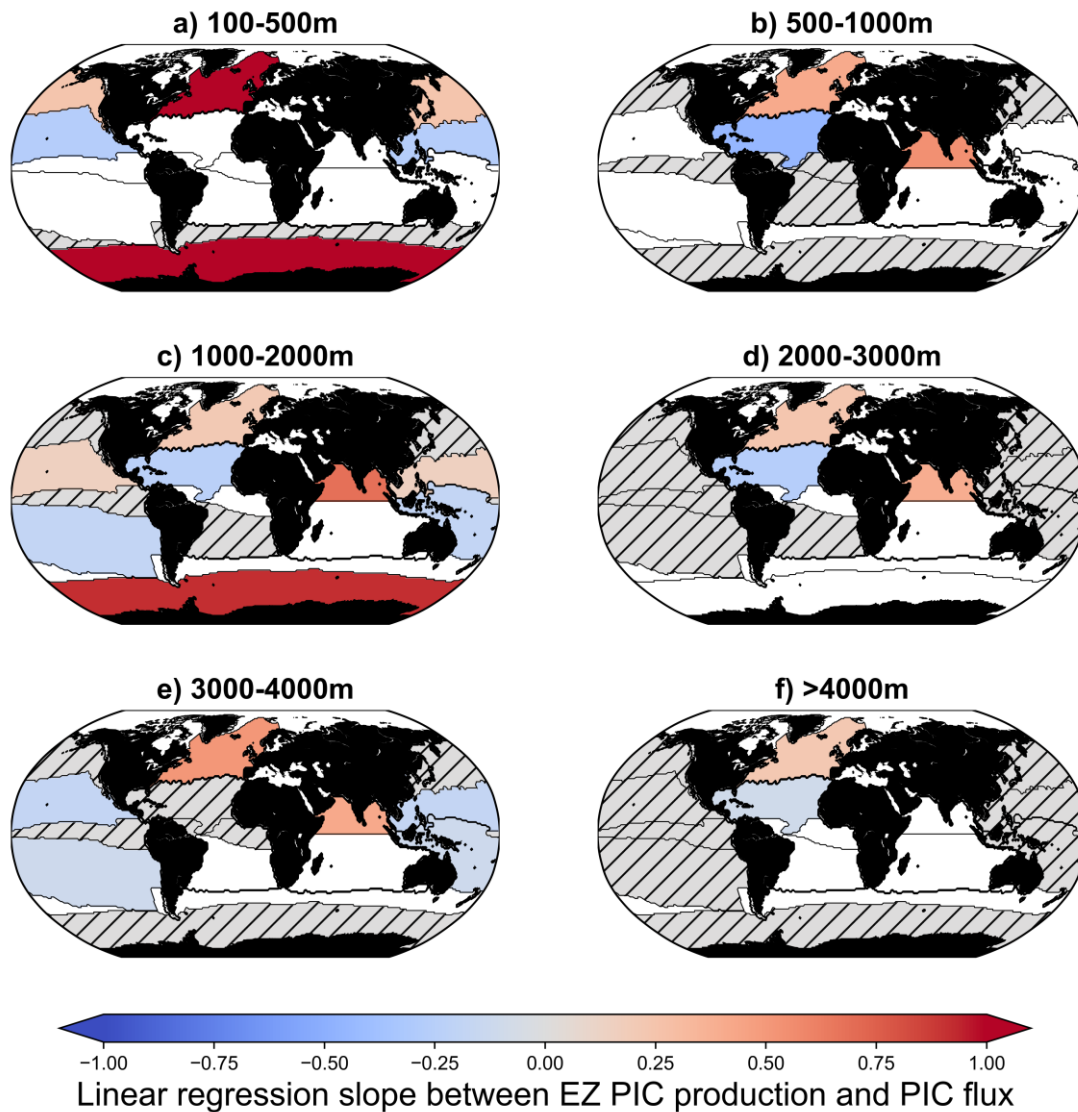 a) 100-500m
b) 500-1000m
c) 1000-2000m
d) 2000-3000m
e) 3000-4000m
f) >4000m
−1.00 −0.75 −0.50 −0.25 0.00 0.25 0.50 0.75 1.00
Linear regression slope between EZ PIC production and PIC flux